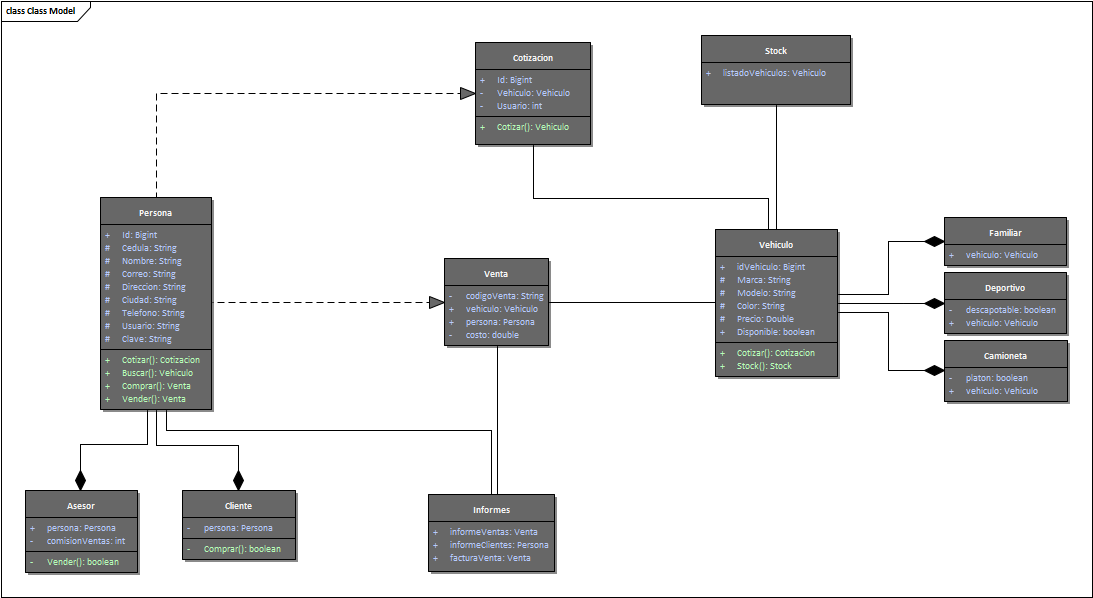 class Class Model
Cotizacion
+ Id: Bigint
- Vehiculo: Vehiculo
- Usuario: int
+ Cotizar(): Vehiculo
Stock
+ listadoVehiculos: Vehiculo
Persona
+ Id: Bigint
# Cedula: String
# Nombre: String
# Correo: String
# Direccion: String
# Ciudad: String
# Telefono: String
# Usuario: String
# Clave: String
+ Cotizar(): Cotizacion
+ Buscar(): Vehiculo
+ Comprar(): Venta
+ Vender(): Venta
Venta
- codigoVenta: String
+ vehiculo: Vehiculo
+ persona: Persona
- costo: double
Vehiculo
+ idVehiculo: Bigint
# Marca: String
# Modelo: String
# Color: String
# Precio: Double
+ Disponible: boolean
+ Cotizar(): Cotizacion
+ Stock(): Stock
Familiar
+ vehiculo: Vehiculo
Deportivo
- descapotable: boolean
+ vehiculo: Vehiculo
Camioneta
- platon: boolean
+ vehiculo: Vehiculo
Asesor
+ persona: Persona
- comisionVentas: int
- Vender(): boolean
Cliente
- persona: Persona
- Comprar(): boolean
Informes
+ informeVentas: Venta
+ informeClientes: Persona
+ facturaVenta: Venta